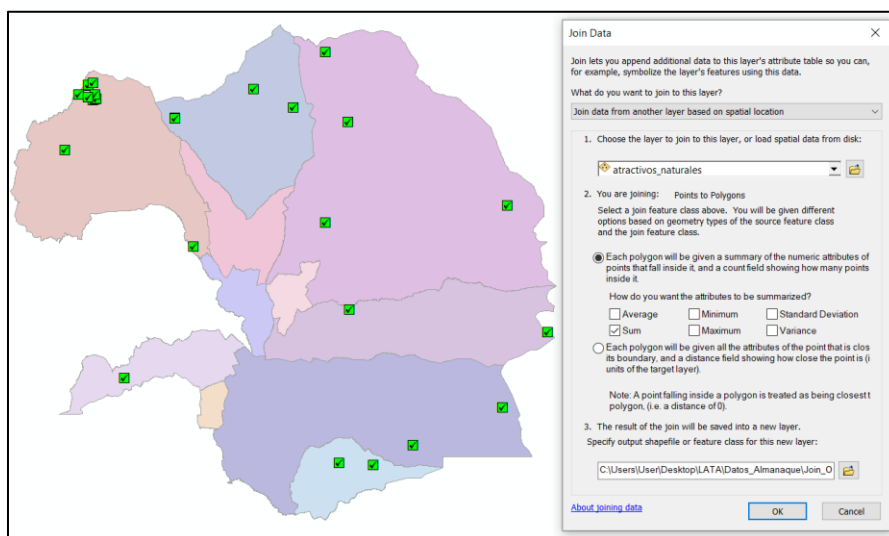 Join Data
Join lets you append additional data to this layer's attribute table so you can,
for example, symbolize the layer's features using this data.
What do you want to join to this layer?
Join data from another layer based on spatial location
1. Choose the layer to join to this layer, or load spatial data from disk:
atractivos_naturales
2. You are joining: Points to Polygons
Select a join feature class above. You will be given different
options based on geometry types of the source feature class
and the join feature class.
Each polygon will be given a summary of the numeric attributes of
points that fall inside it, and a count field showing how many points
inside it.
How do you want the attributes to be summarized?
Average Minimum Standard Deviation
Sum Maximum Variance
Each polygon will be given all the attributes of the point that is clos
its boundary, and a distance field showing how close the point is (i
units of the target layer).
Note: A point falling inside a polygon is treated as being closest t
polygon, (i.e. a distance of 0).
3. The result of the join will be saved into a new layer.
Specify output shapefile or feature class for this new layer:
C:\Users\User\Desktop\LATA\Datos_Almanaque\Join_O
About joining data
OK Cancel